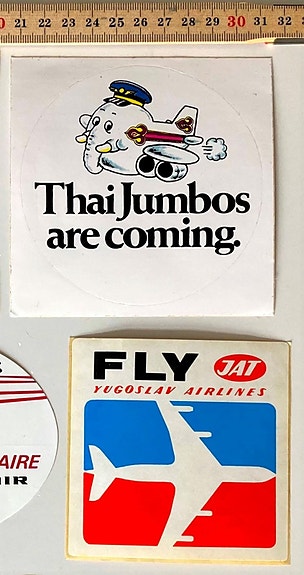 21 22 23 24 25 26 27 28 29 30 31 32
Thai Jumbos
are coming.
FLY JAT
YUGOSLAV AIRLINES
AIRE
IR